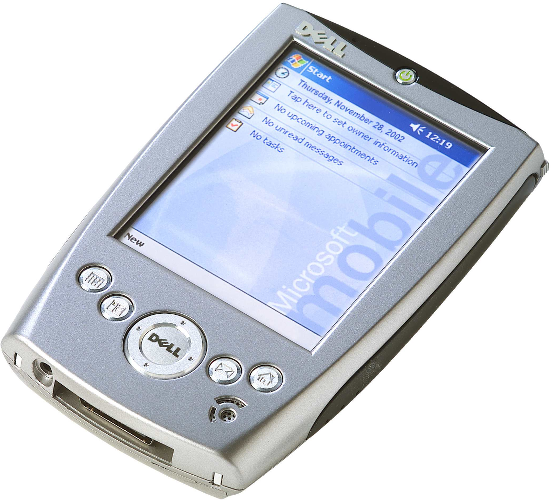 DELL
Start
12:19
Thursday, November 28, 2002
Tap here to set owner information
No upcoming appointments
No unread messages
No tasks
Microsoft
mobile
New
DELL